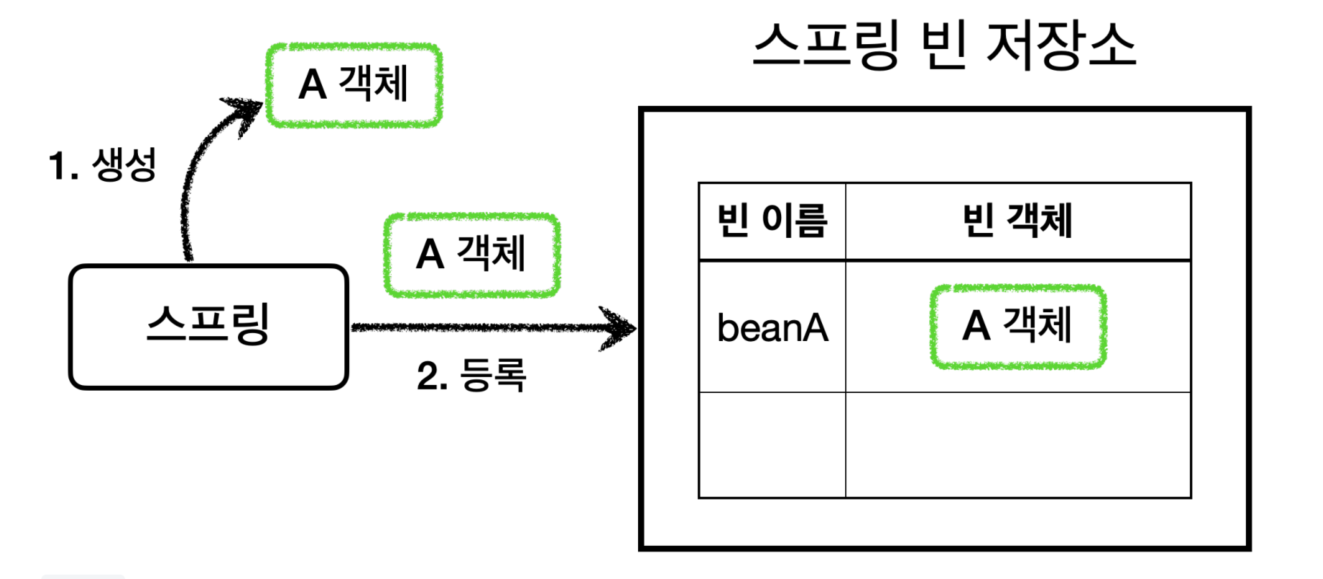 스프링 빈 저장소
A 객체
1. 생성
A 객체
스프링
2. 등록
빈 이름 빈 객체
beanA A 객체